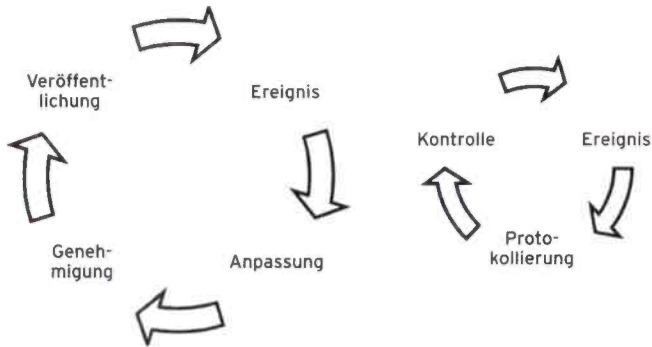 Veröffent-
lichung
Ereignis
Geneh-
migung
Anpassung
Kontrolle
Ereignis
Proto-
kollierung